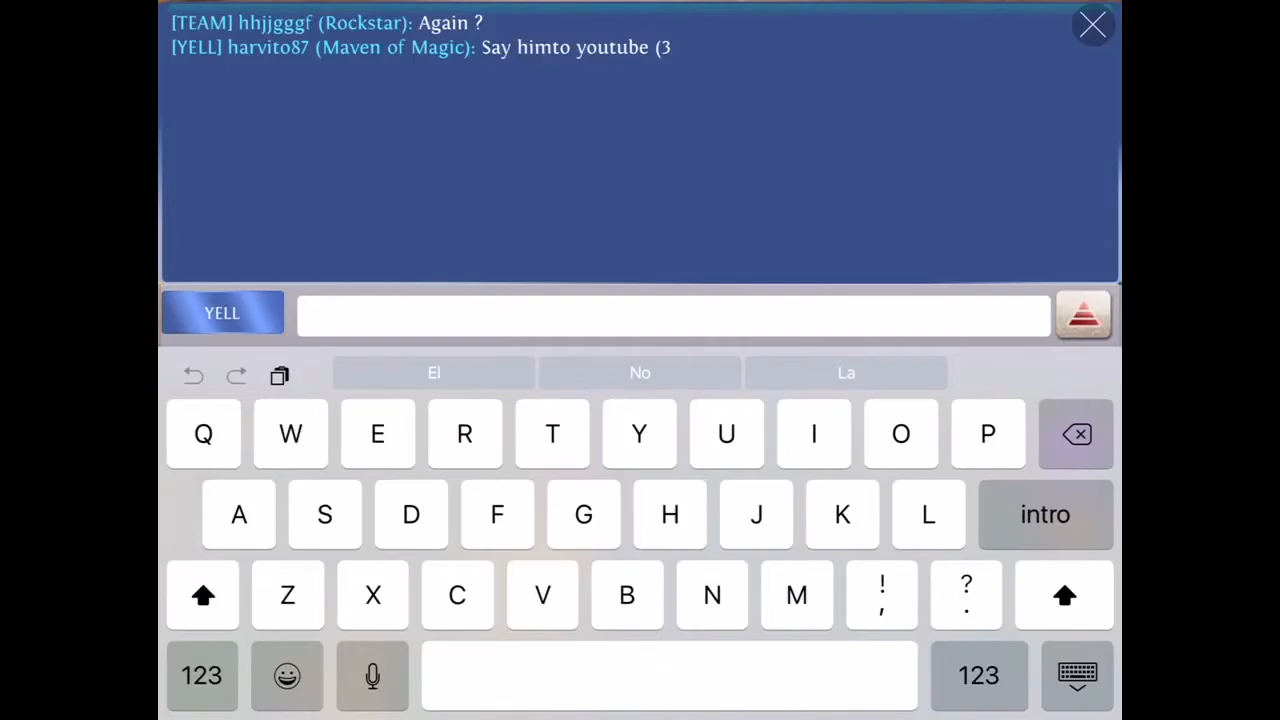 [TEAM] hhjjgggf (Rockstar): Again ?
[YELL] harvito87 (Maven of Magic): Say himto youtube (3
YELL
El No La
Q W E R T Y U I O P
A S D F G H J K L intro
Z X C V B N M ! , ? .
123 123